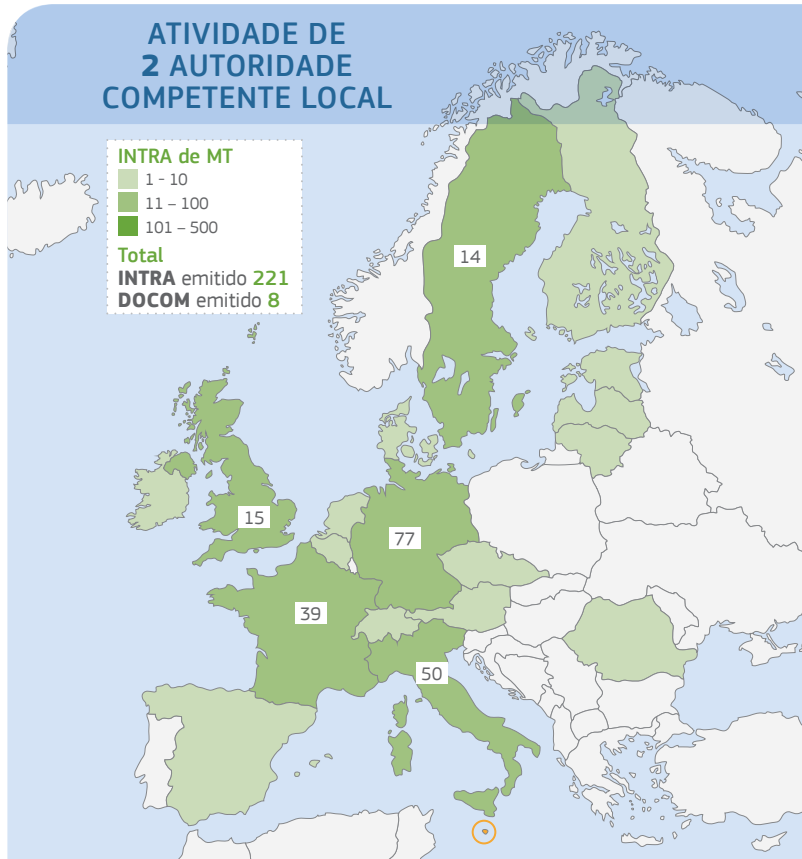 ATIVIDADE DE
2 AUTORIDADE
COMPETENTE LOCAL
INTRA de MT
1 - 10
11 – 100
101 – 500
Total
INTRA emitido 221
DOCOM emitido 8
14
15
77
39
50